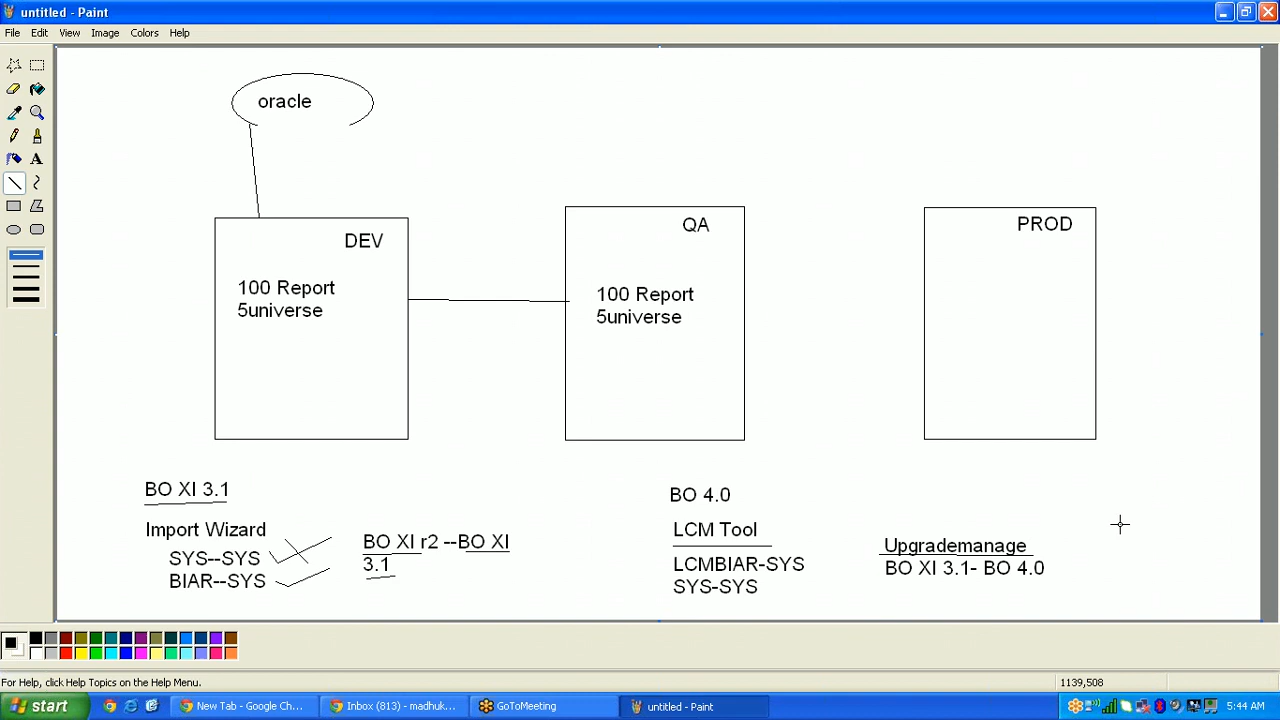 untitled - Paint
File Edit View Image Colors Help
oracle
DEV
100 Report
5universe
QA
100 Report
5universe
PROD
BO XI 3.1
Import Wizard
SYS--SYS
BIAR--SYS
BO XI r2 --BO XI
3.1
BO 4.0
LCM Tool
LCMBIAR-SYS
SYS-SYS
Upgrademanage
BO XI 3.1- BO 4.0
For Help, click Help Topics on the Help Menu.
1139,508
start
New Tab - Google Ch...
Inbox (813) - madhuk...
GoToMeeting
untitled - Paint
5:44 AM